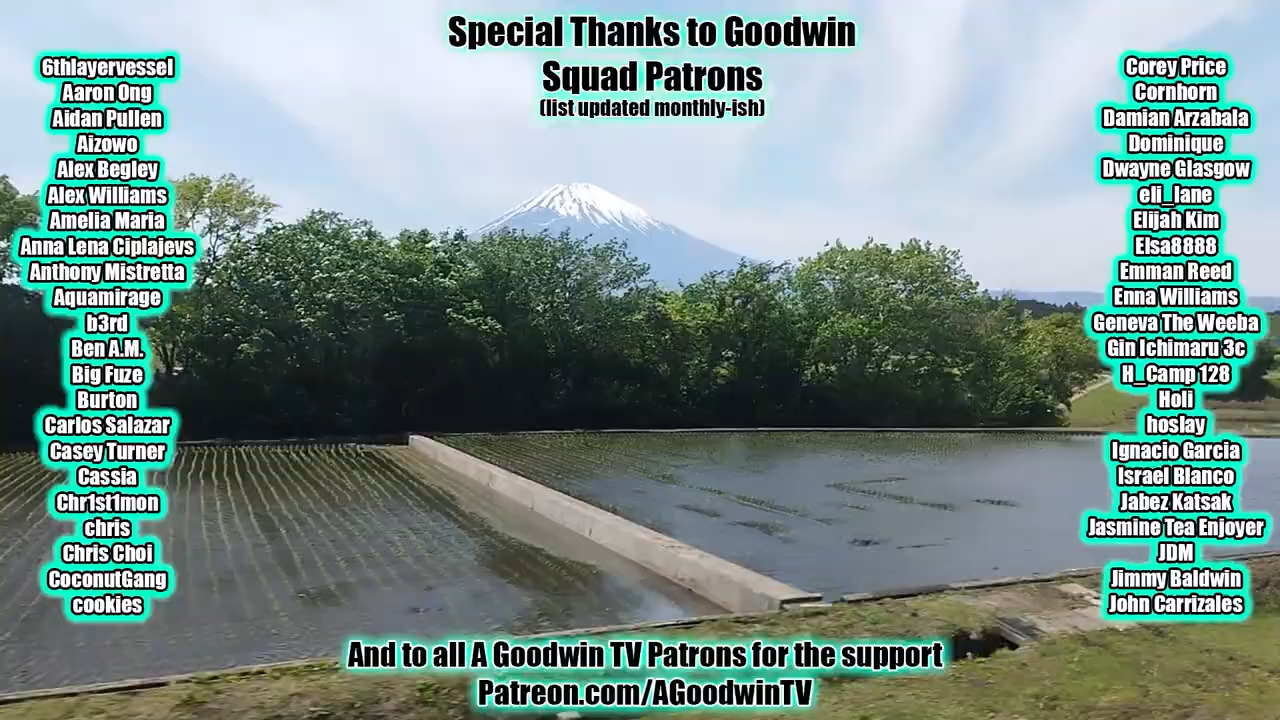 Special Thanks to Goodwin
Squad Patrons
(list updated monthly-ish)
6thlayervessel
Aaron Ong
Aidan Pullen
Aizowo
Alex Begley
Alex Williams
Amelia Maria
Anna Lena Ciplajevs
Anthony Mistretta
Aquamirage
b3rd
Ben A.M.
Big Fuze
Burton
Carlos Salazar
Casey Turner
Cassia
Chr1st1mon
chris
Chris Choi
CoconutGang
cookies
Corey Price
Cornhorn
Damian Arzabala
Dominique
Dwayne Glasgow
eli_lane
Elijah Kim
Elsa8888
Emman Reed
Enna Williams
Geneva The Weeba
Gin Ichimaru 3c
H_Camp 128
Holi
hoslay
Ignacio Garcia
Israel Blanco
Jabez Katsak
Jasmine Tea Enjoyer
JDM
Jimmy Baldwin
John Carrizales
And to all A Goodwin TV Patrons for the support
Patreon.com/AGoodwinTV